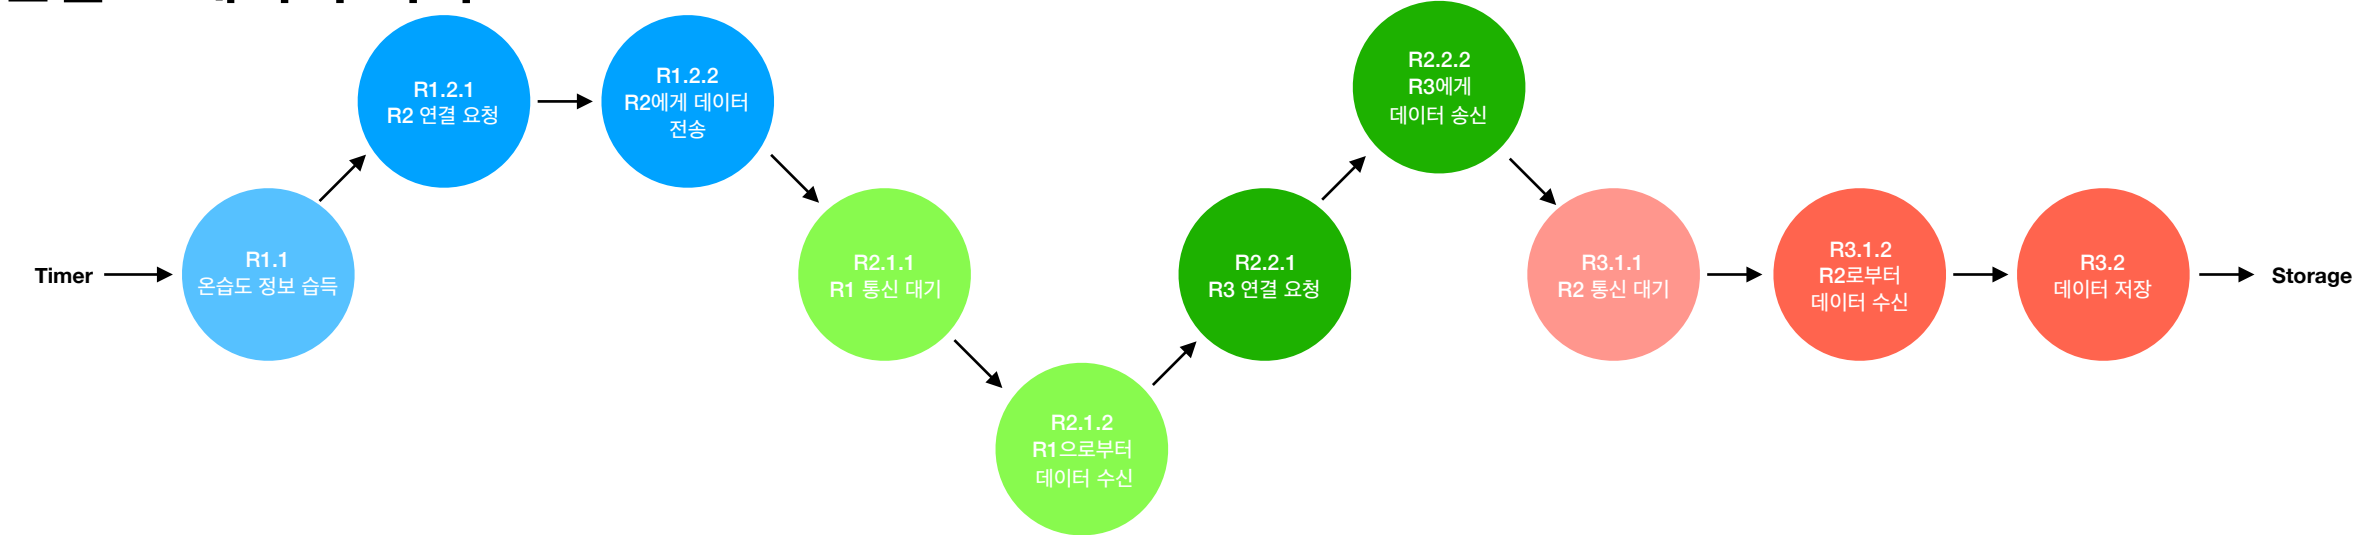 Timer
R1.1
온습도 정보 습득
R1.2.1
R2 연결 요청
R1.2.2
R2에게 데이터
전송
R2.1.1
R1 통신 대기
R2.1.2
R1으로부터
데이터 수신
R2.2.1
R3 연결 요청
R2.2.2
R3에게
데이터 송신
R3.1.1
R2 통신 대기
R3.1.2
R2로부터
데이터 수신
R3.2
데이터 저장
Storage